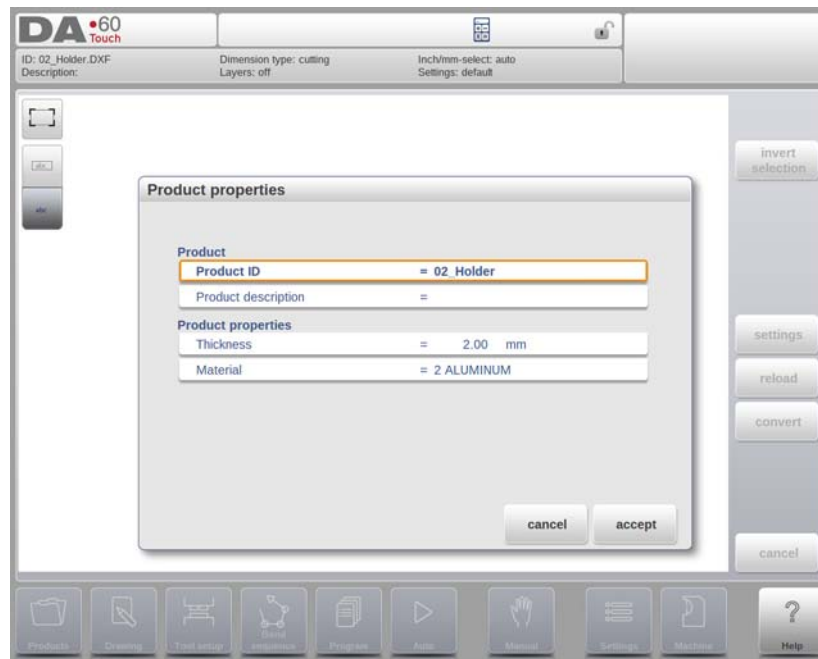 DA•60
Touch
ID: 02_Holder.DXF Dimension type: cutting Inch/mm-select: auto
Description: Layers: off Settings: default
abc
abc
invert
selection
Product properties
Product
Product ID = 02_Holder
Product description =
Product properties
Thickness = 2.00 mm
Material = 2 ALUMINUM
settings
reload
convert
cancel accept
cancel
Products Drawing Tool setup Bend sequence Program Auto Manual Settings Machine Help